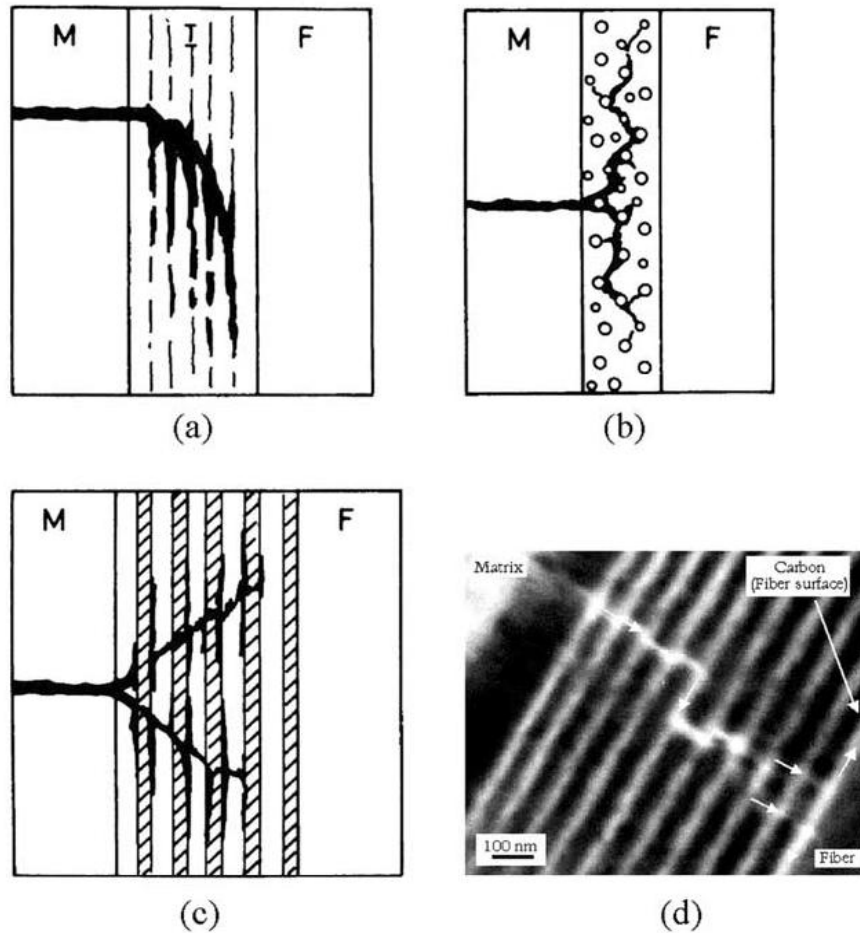 M I F
(a)
M F
(b)
M F
(c)
Matrix
Carbon
(Fiber surface)
100 nm
Fiber
(d)